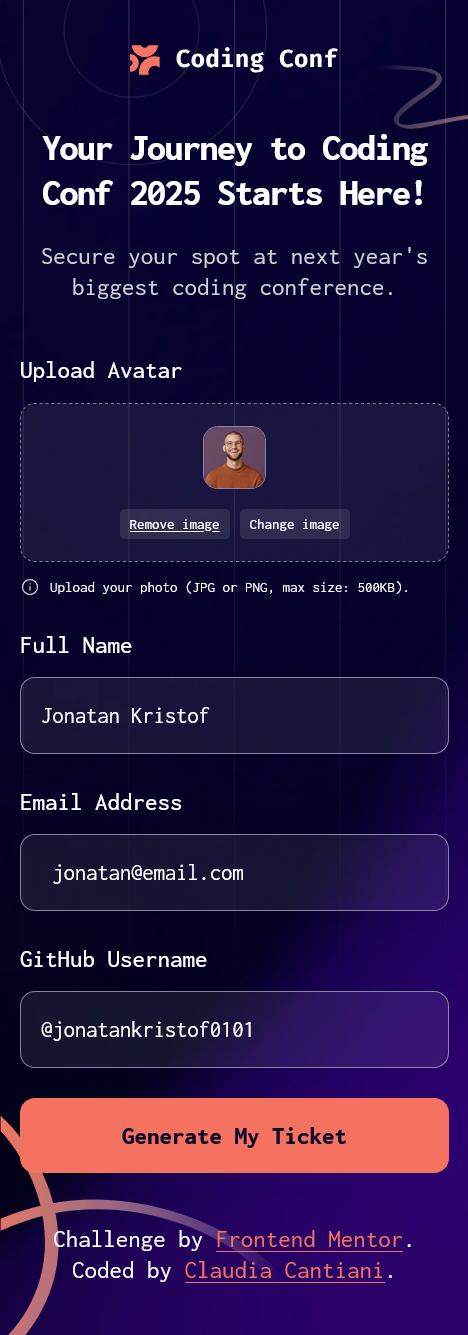 Coding Conf
Your Journey to Coding
Conf 2025 Starts Here!
Secure your spot at next year's
biggest coding conference.
Upload Avatar
Remove image
Change image
Upload your photo (JPG or PNG, max size: 500KB).
Full Name
Jonatan Kristof
Email Address
jonatan@email.com
GitHub Username
@jonatankristof0101
Generate My Ticket
Challenge by Frontend Mentor.
Coded by Claudia Cantiani.